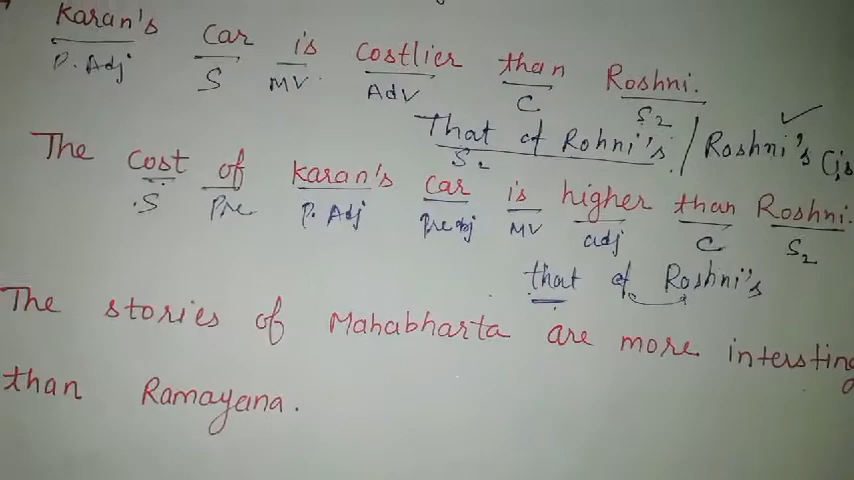 Karan's car is costlier than Roshni.
P. Adj S MV. Adv C S2
That of Rohni's. / Roshni's
S2
The cost of Karan's car is higher than Roshni.
.S Pre P. Adj MV adj C S2
that of Roshni's
The stories of Mahabharta are more intersting
than Ramayana.